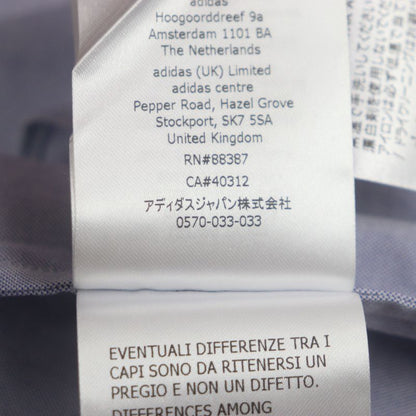 adidas
Hoogoorddreef 9a
Amsterdam 1101 BA
The Netherlands
adidas (UK) Limited
adidas centre
Pepper Road, Hazel Grove
Stockport, SK7 5SA
United Kingdom
RN#88387
CA#40312
アディダスジャパン株式会社
0570-033-033
EVENTUALI DIFFERENZE TRA I
CAPI SONO DA RITENERSI UN
PREGIO E NON UN DIFETTO.
DIFFERENCES AMONG